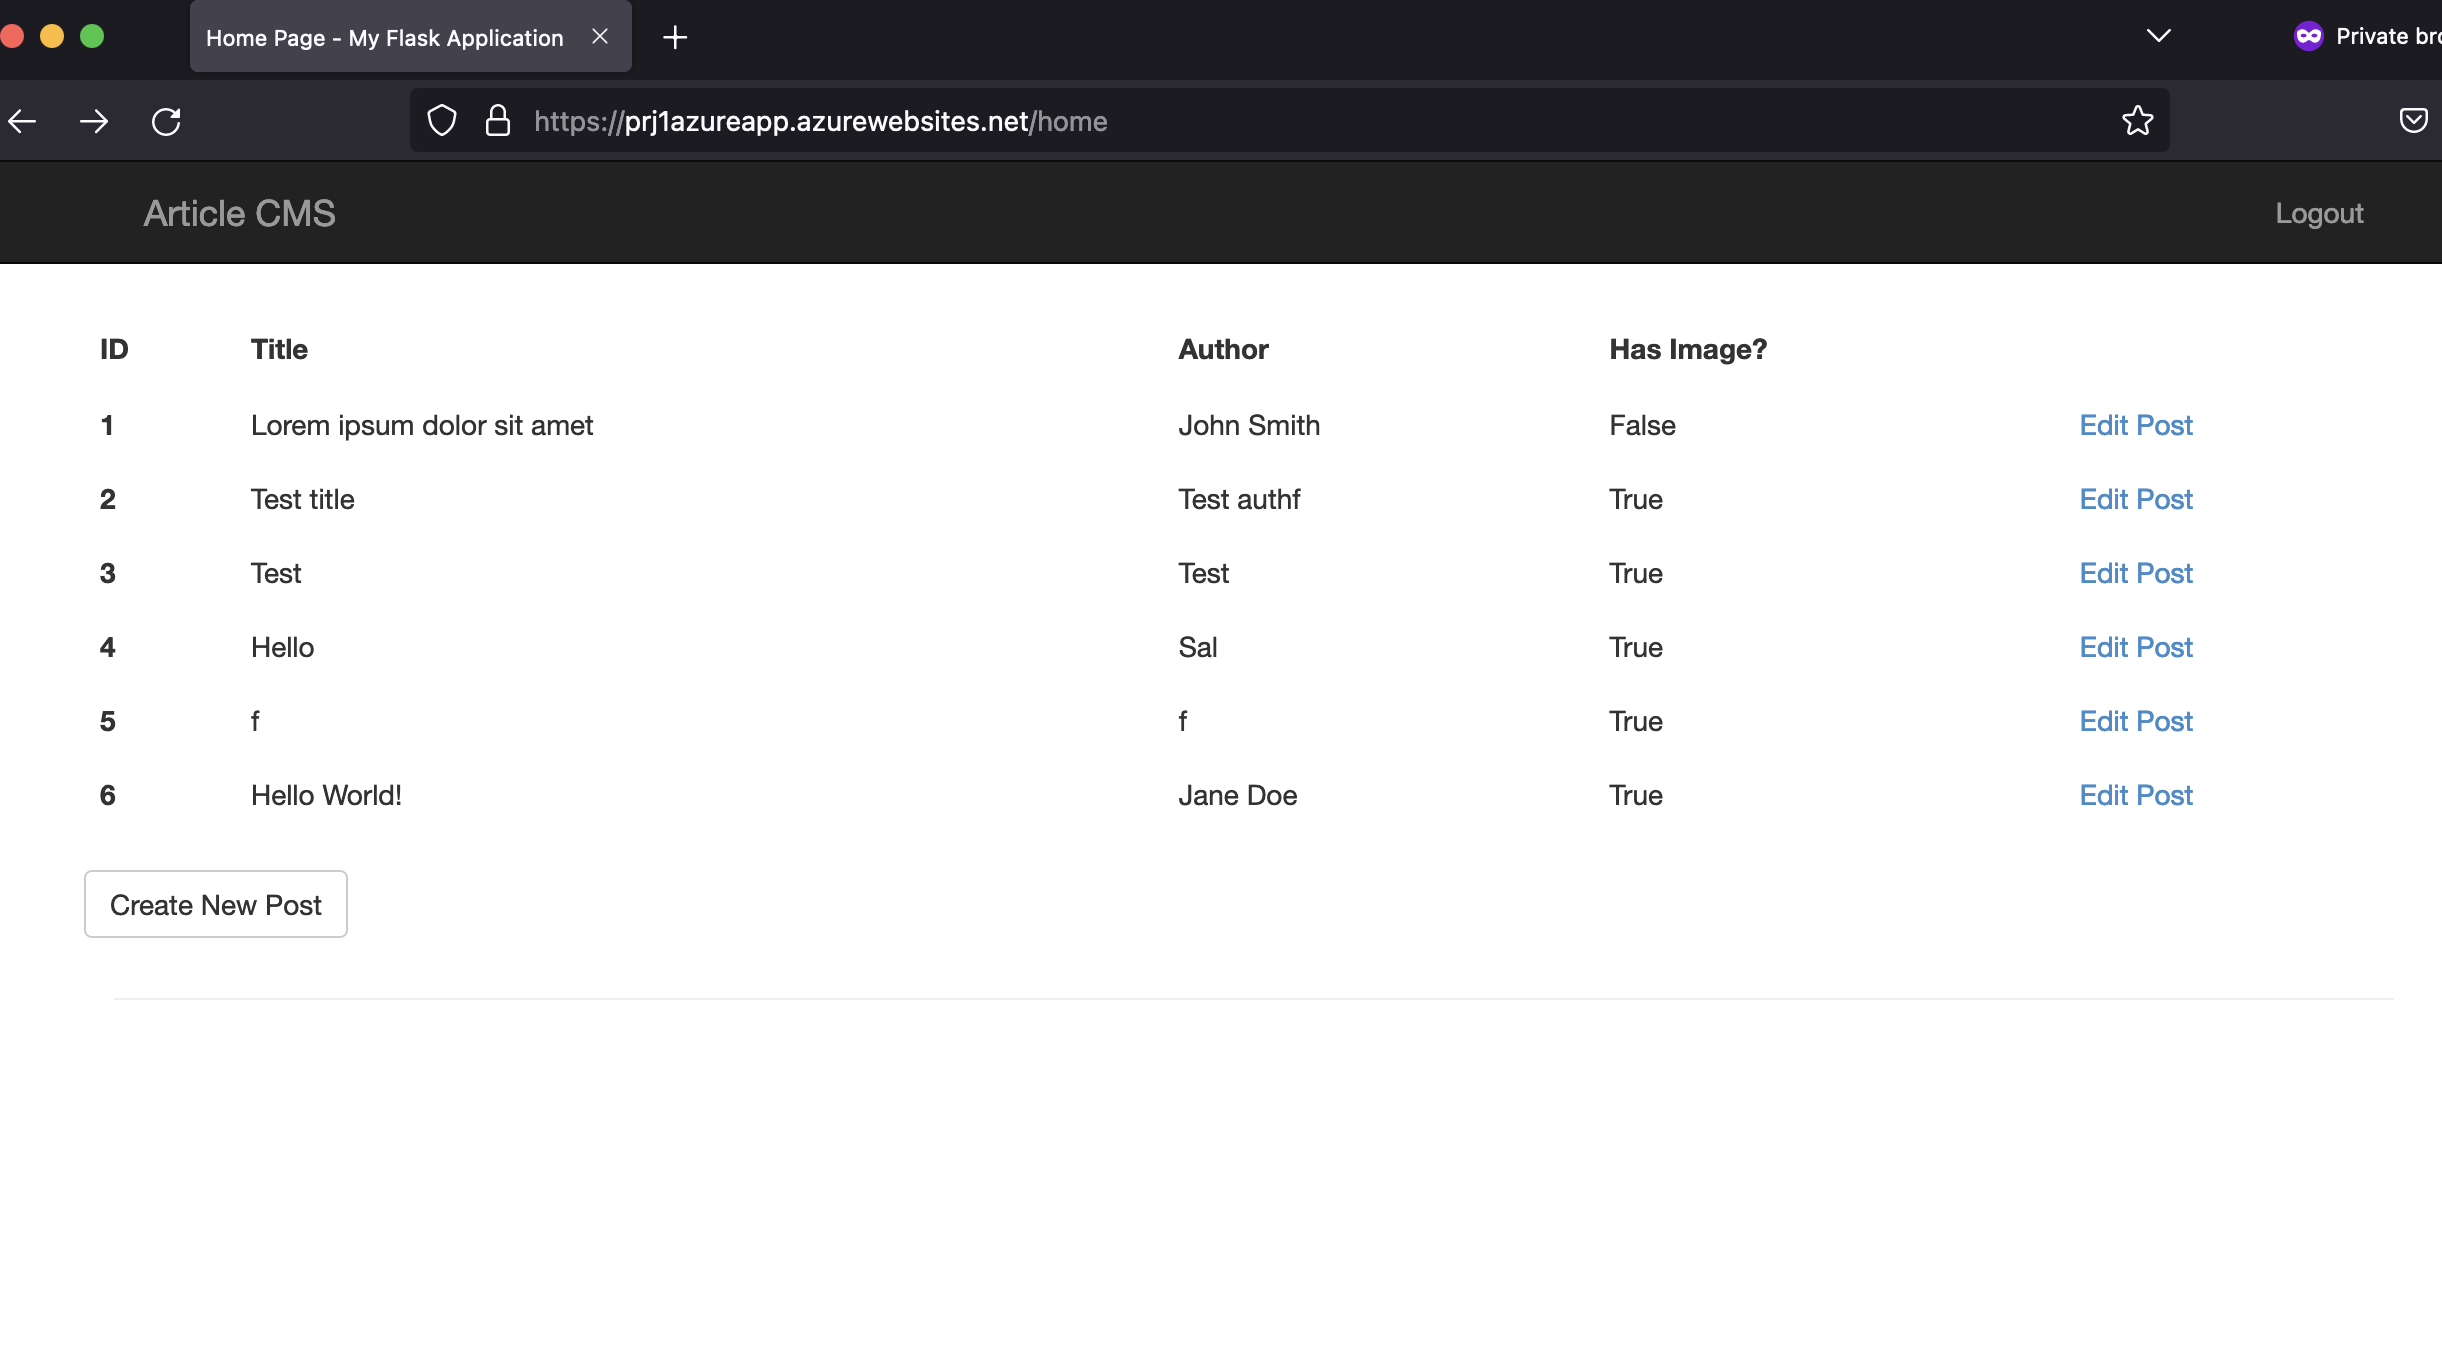 Home Page - My Flask Application
Private bro
https://prj1azureapp.azurewebsites.net/home
Article CMS Logout
ID Title Author Has Image?
1 Lorem ipsum dolor sit amet John Smith False Edit Post
2 Test title Test authf True Edit Post
3 Test Test True Edit Post
4 Hello Sal True Edit Post
5 f f True Edit Post
6 Hello World! Jane Doe True Edit Post
Create New Post